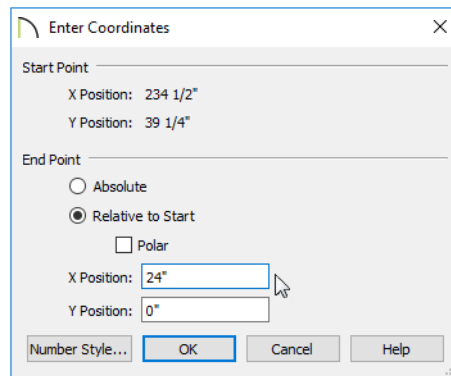 Enter Coordinates
Start Point
X Position: 234 1/2"
Y Position: 39 1/4"
End Point
Absolute
Relative to Start
Polar
X Position: 24"
Y Position: 0"
Number Style... OK Cancel Help